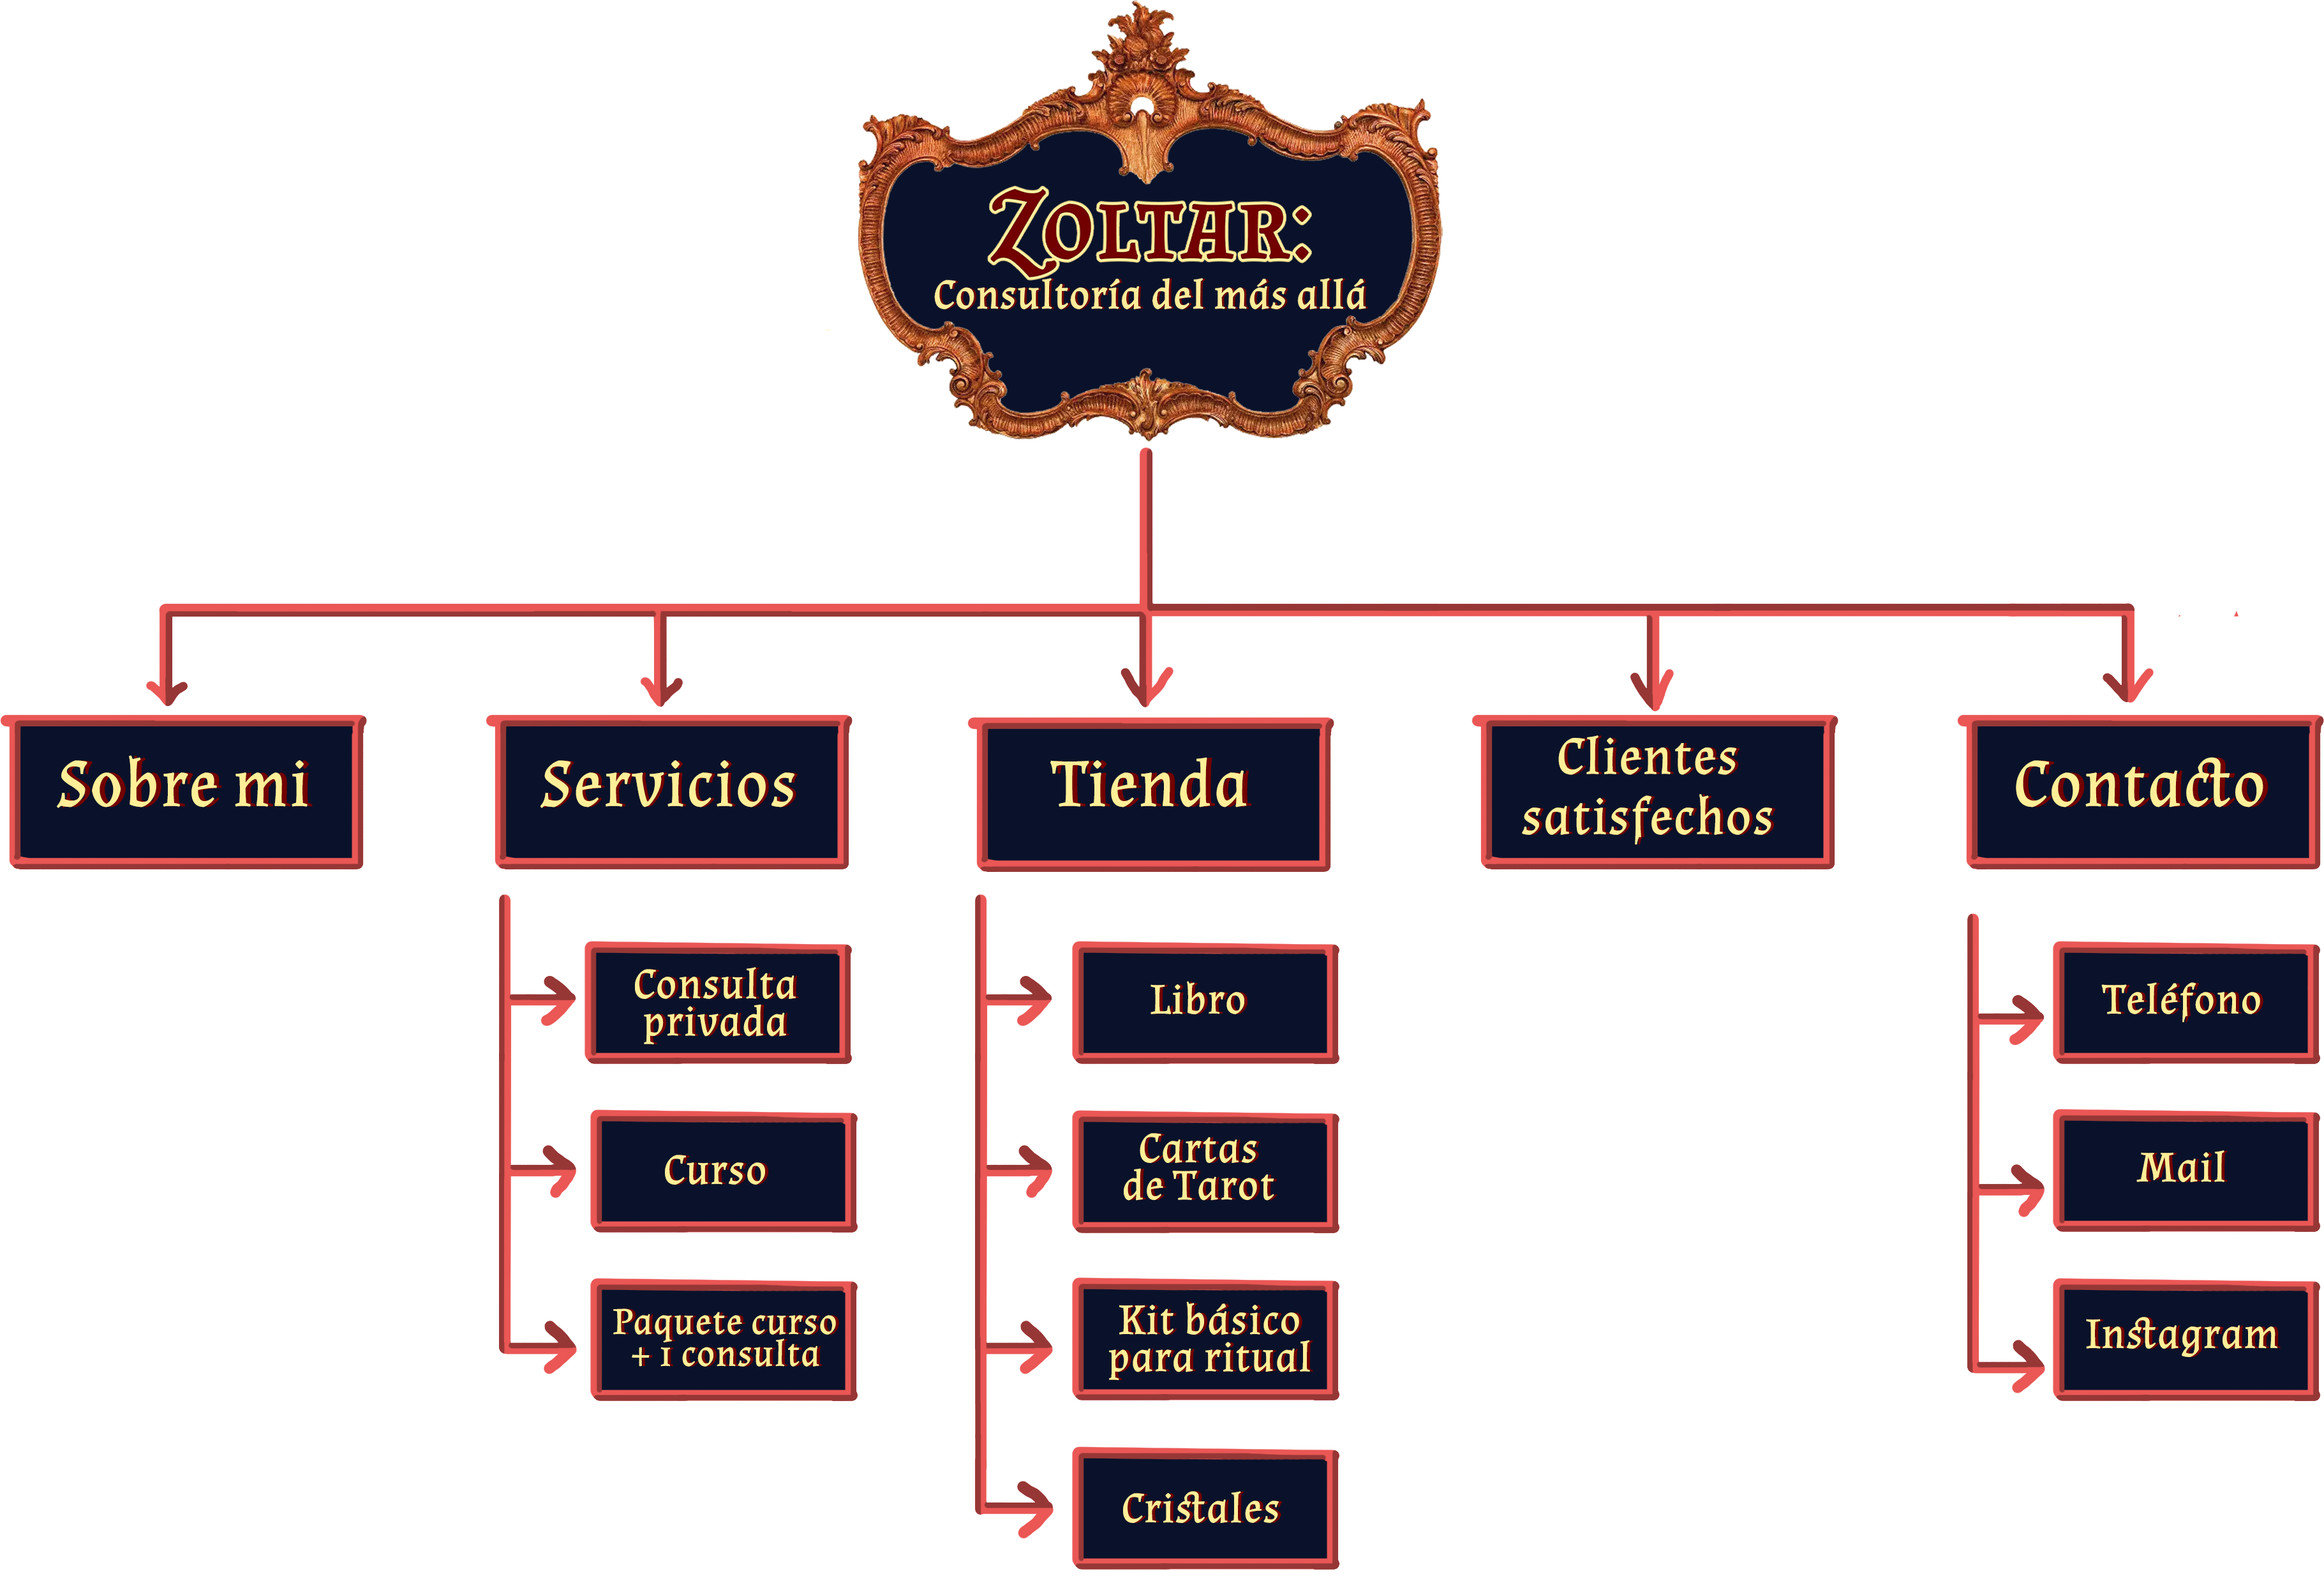 Zoltar:
Consultoría del más allá
Sobre mi
Servicios
Tienda
Clientes
satisfechos
Contacto
Consulta
privada
Curso
Paquete curso
+ 1 consulta
Libro
Cartas
de Tarot
Kit básico
para ritual
Cristales
Teléfono
Mail
Instagram